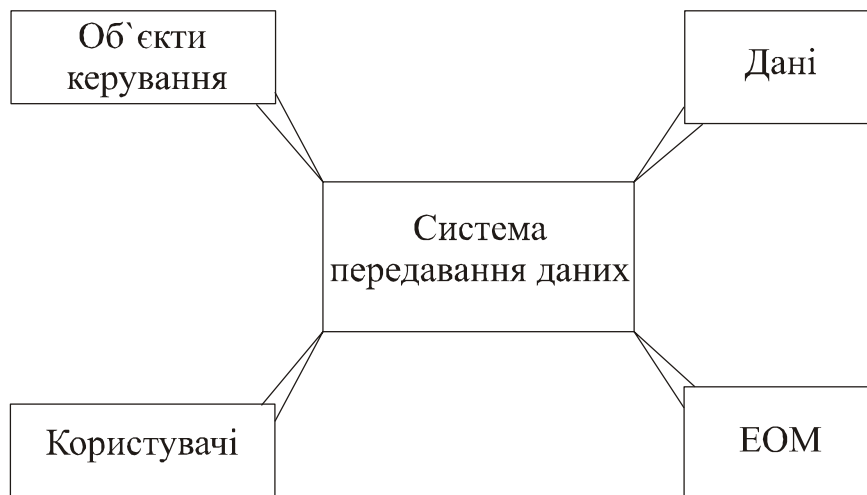 Об`єкти
керування
Дані
Система
передавання даних
Користувачі
ЕОМ